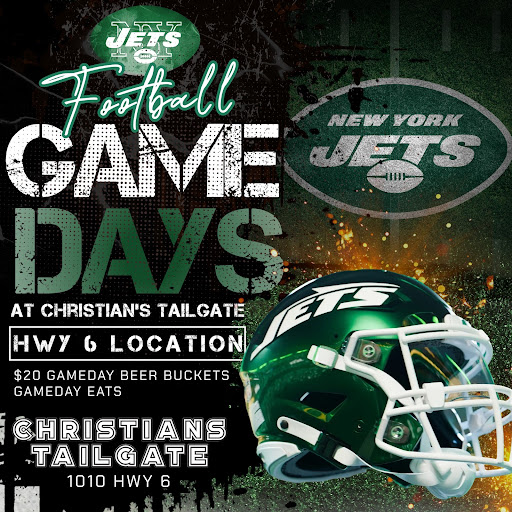 NY
JETS
Football
GAME
DAYS
NEW YORK
JETS
AT CHRISTIAN'S TAILGATE
HWY 6 LOCATION
$20 GAMEDAY BEER BUCKETS
GAMEDAY EATS
CHRISTIANS
TAILGATE
1010 HWY 6
JETS